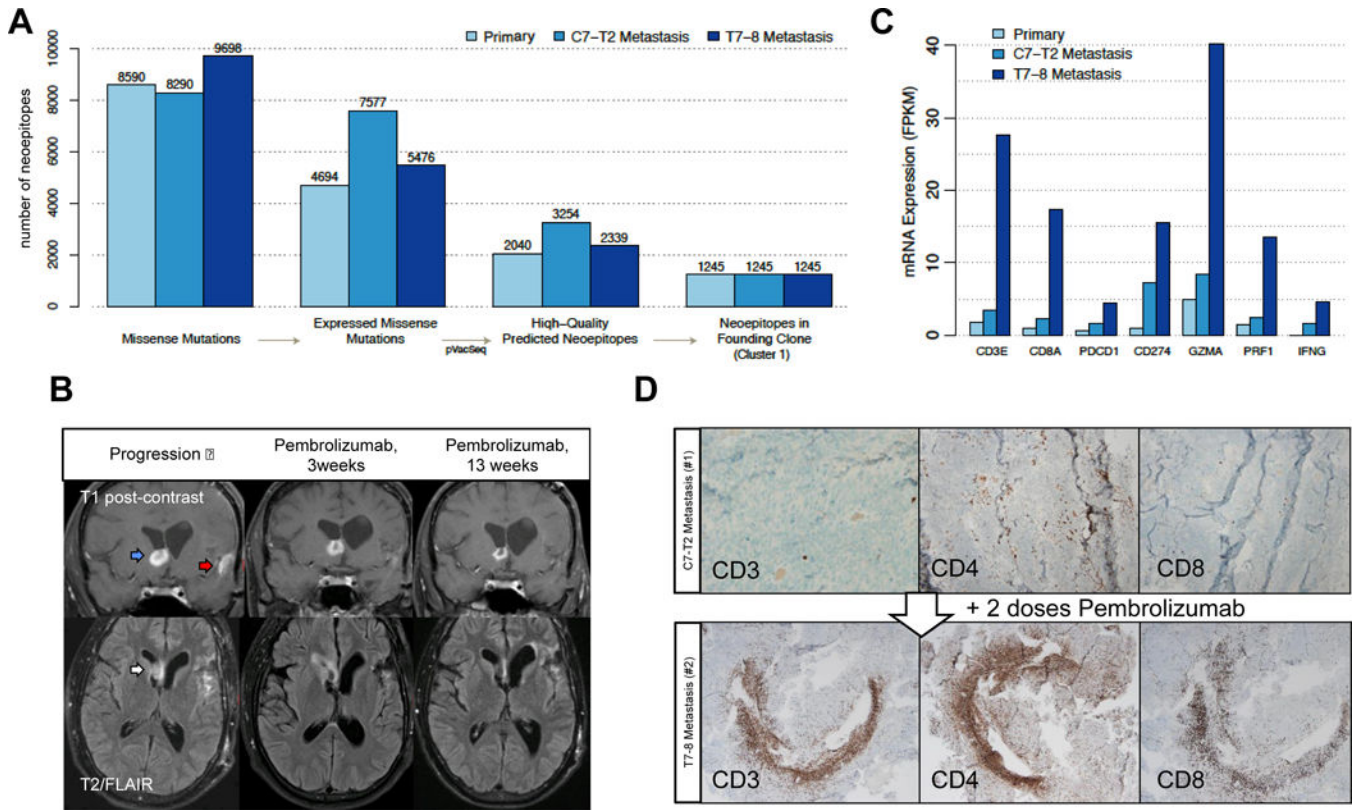 A
number of neoepitopes
0
2000
4000
6000
8000
10000
Primary
C7–T2 Metastasis
T7–8 Metastasis
8590
8290
9698
4694
7577
5476
2040
3254
2339
1245
1245
1245
Missense Mutations
Expressed Missense
Mutations
pVacSeq
High–Quality
Predicted Neoepitopes
Neoepitopes in
Founding Clone
(Cluster 1)
C
mRNA Expression (FPKM)
40
30
20
10
0
Primary
C7–T2 Metastasis
T7–8 Metastasis
CD3E
CD8A
PDCD1
CD274
GZMA
PRF1
IFNG
B
Progression
Pembrolizumab,
3weeks
Pembrolizumab,
13 weeks
T1 post-contrast
T2/FLAIR
D
C7-T2 Metastasis (#1)
CD3
CD4
CD8
+ 2 doses Pembrolizumab
T7-8 Metastasis (#2)
CD3
CD4
CD8